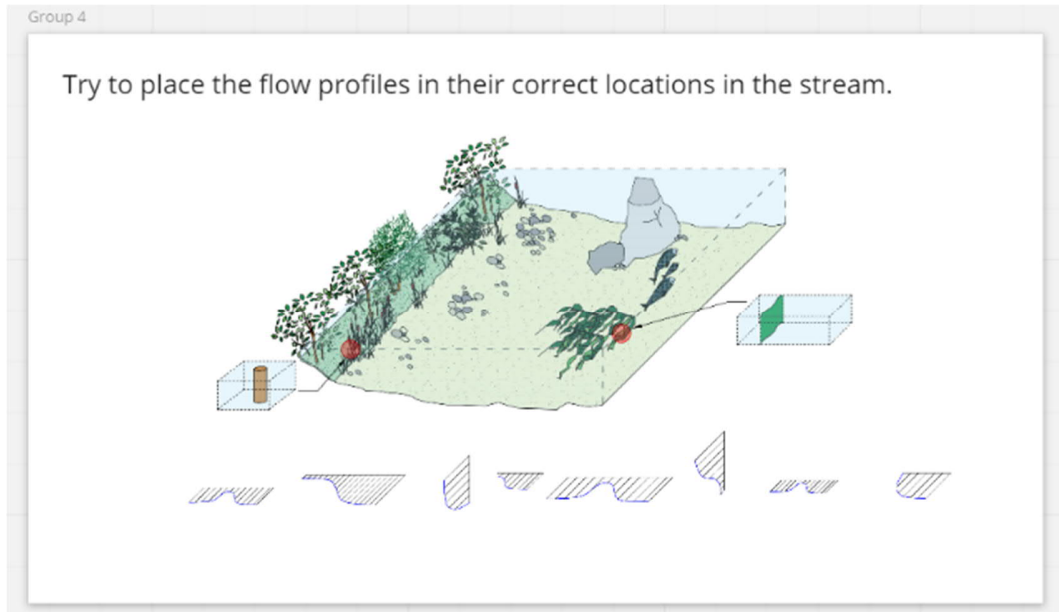 Group 4
Try to place the flow profiles in their correct locations in the stream.